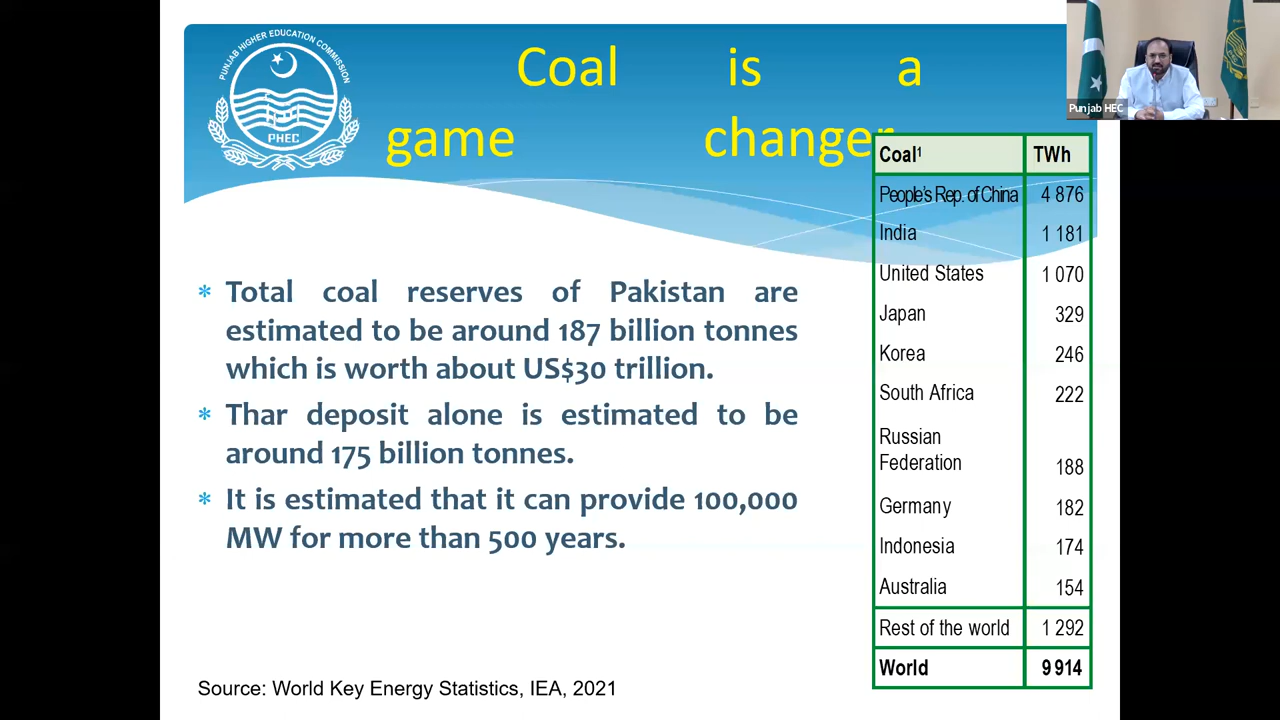 PUNJAB HIGHER EDUCATION COMMISSION
PHEC
Coal is a
game changer
Punjab HEC
Total coal reserves of Pakistan are
estimated to be around 187 billion tonnes
which is worth about US$30 trillion.
Thar deposit alone is estimated to be
around 175 billion tonnes.
It is estimated that it can provide 100,000
MW for more than 500 years.
Coal¹ TWh
People's Rep. of China 4 876
India 1 181
United States 1 070
Japan 329
Korea 246
South Africa 222
Russian
Federation 188
Germany 182
Indonesia 174
Australia 154
Rest of the world 1 292
World 9 914
Source: World Key Energy Statistics, IEA, 2021